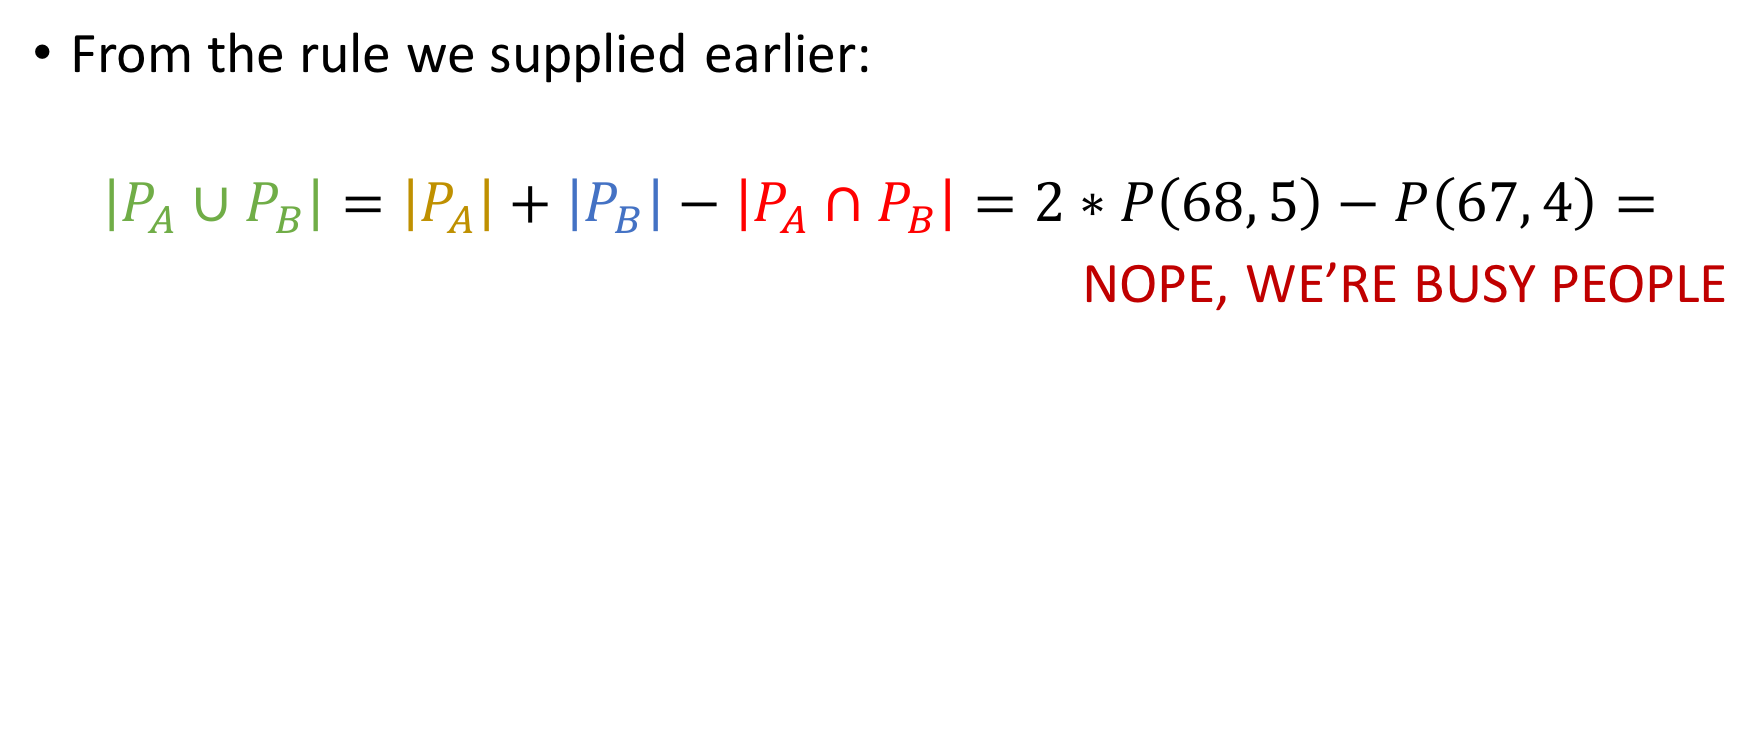 • From the rule we supplied earlier:
|P_A ∪ P_B| = |P_A| + |P_B| − |P_A ∩ P_B| = 2 ∗ P(68, 5) − P(67, 4) =
NOPE, WE’RE BUSY PEOPLE